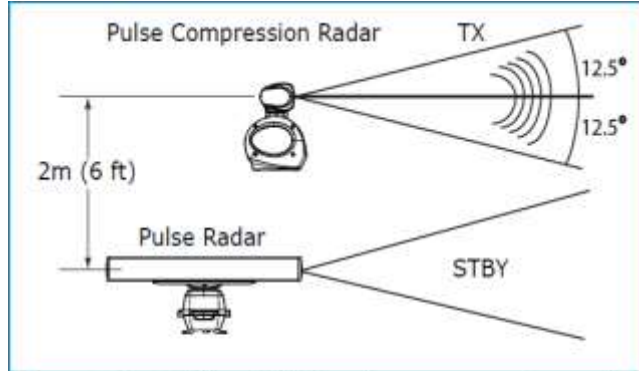 Pulse Compression Radar
TX
12.5°
12.5°
2m (6 ft)
Pulse Radar
STBY